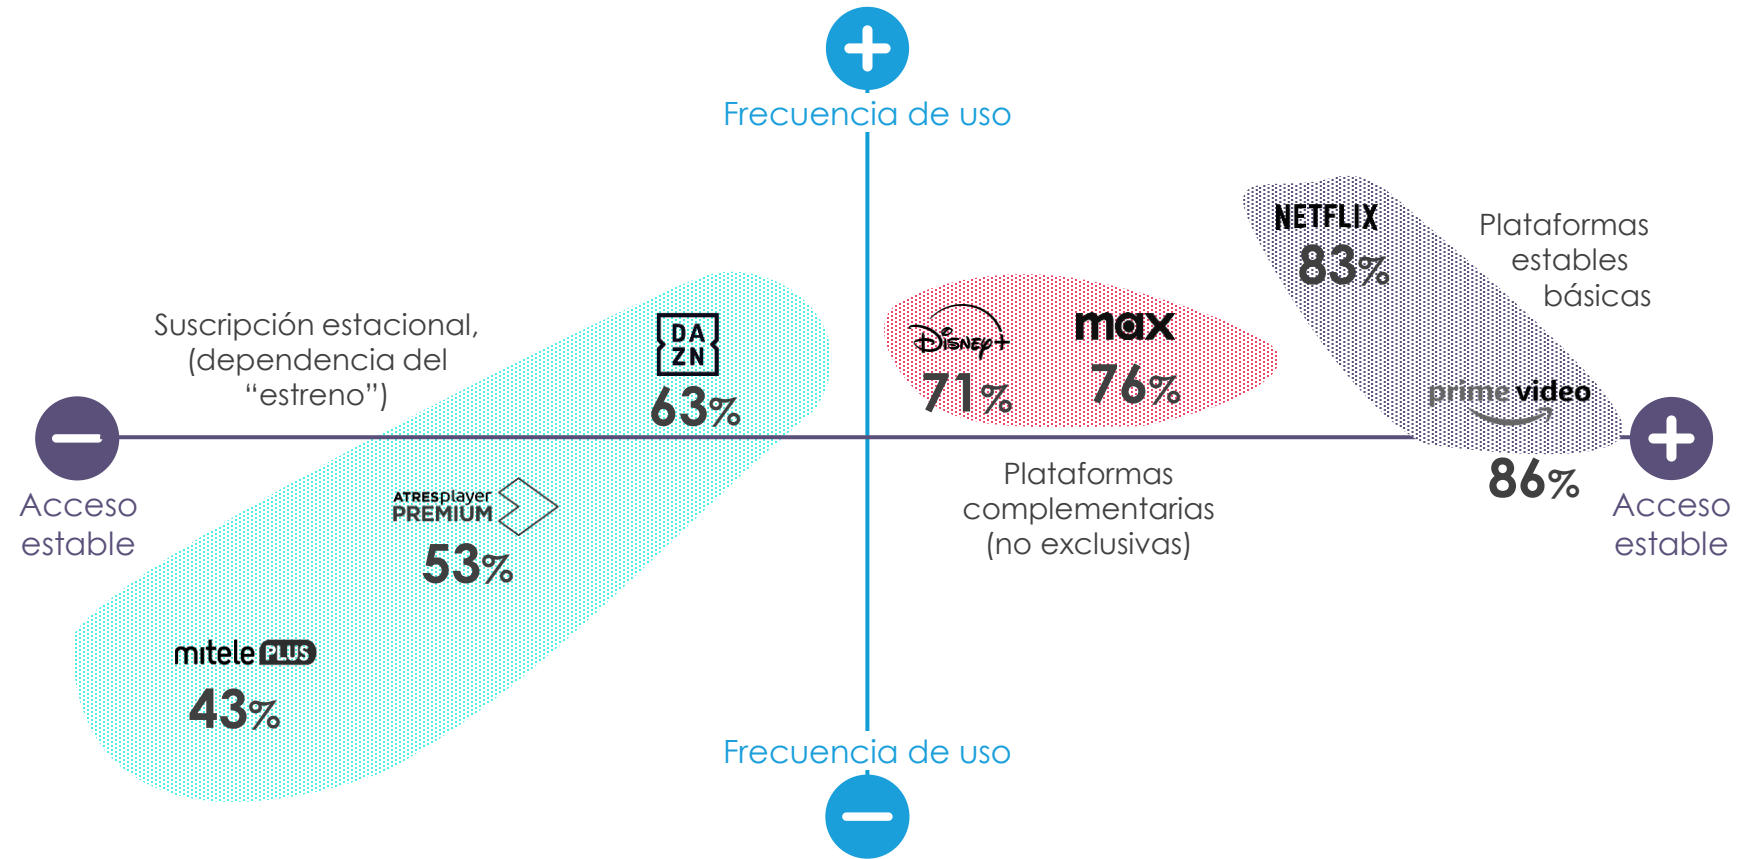 Frecuencia de uso
NETFLIX
83%
Plataformas
estables
básicas
Suscripción estacional,
(dependencia del
“estreno”)
DA
ZN
63%
Disney+
71%
max
76%
prime video
86%
Acceso
estable
Acceso
estable
Plataformas
complementarias
(no exclusivas)
ATRESplayer
PREMIUM
53%
mitele PLUS
43%
Frecuencia de uso